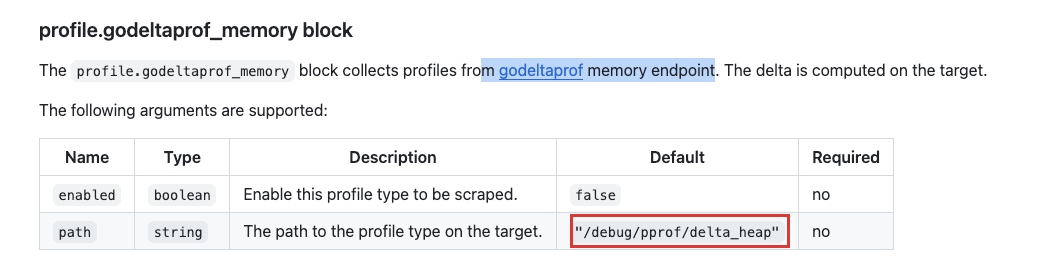 profile.godeltaprof_memory block
The profile.godeltaprof_memory block collects profiles from godeltaprof memory endpoint. The delta is computed on the target.
The following arguments are supported:
Name Type Description Default Required
enabled boolean Enable this profile type to be scraped. false no
path string The path to the profile type on the target. "/debug/pprof/delta_heap" no